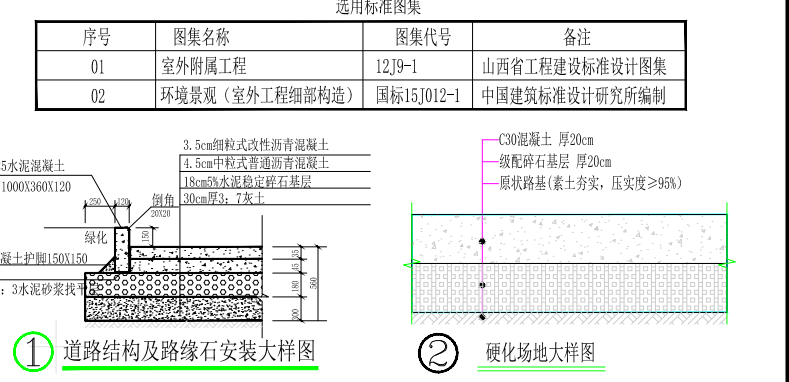 选用标准图集
序号 图集名称 图集代号 备注
01 室外附属工程 12J9-1 山西省工程建设标准设计图集
02 环境景观（室外工程细部构造） 国标15J012-1 中国建筑标准设计研究所编制
3.5cm细粒式改性沥青混凝土
4.5cm中粒式普通沥青混凝土
18cm5%水泥稳定碎石基层
30cm厚3：7灰土
5水泥混凝土
1000X360X120
250 120
倒角
20X20
绿化
150
凝土护脚150X150
：3水泥砂浆找平
35
45
180
300
560
1 道路结构及路缘石安装大样图
C30混凝土 厚20cm
级配碎石基层 厚20cm
原状路基(素土夯实，压实度≥95%)
2 硬化场地大样图